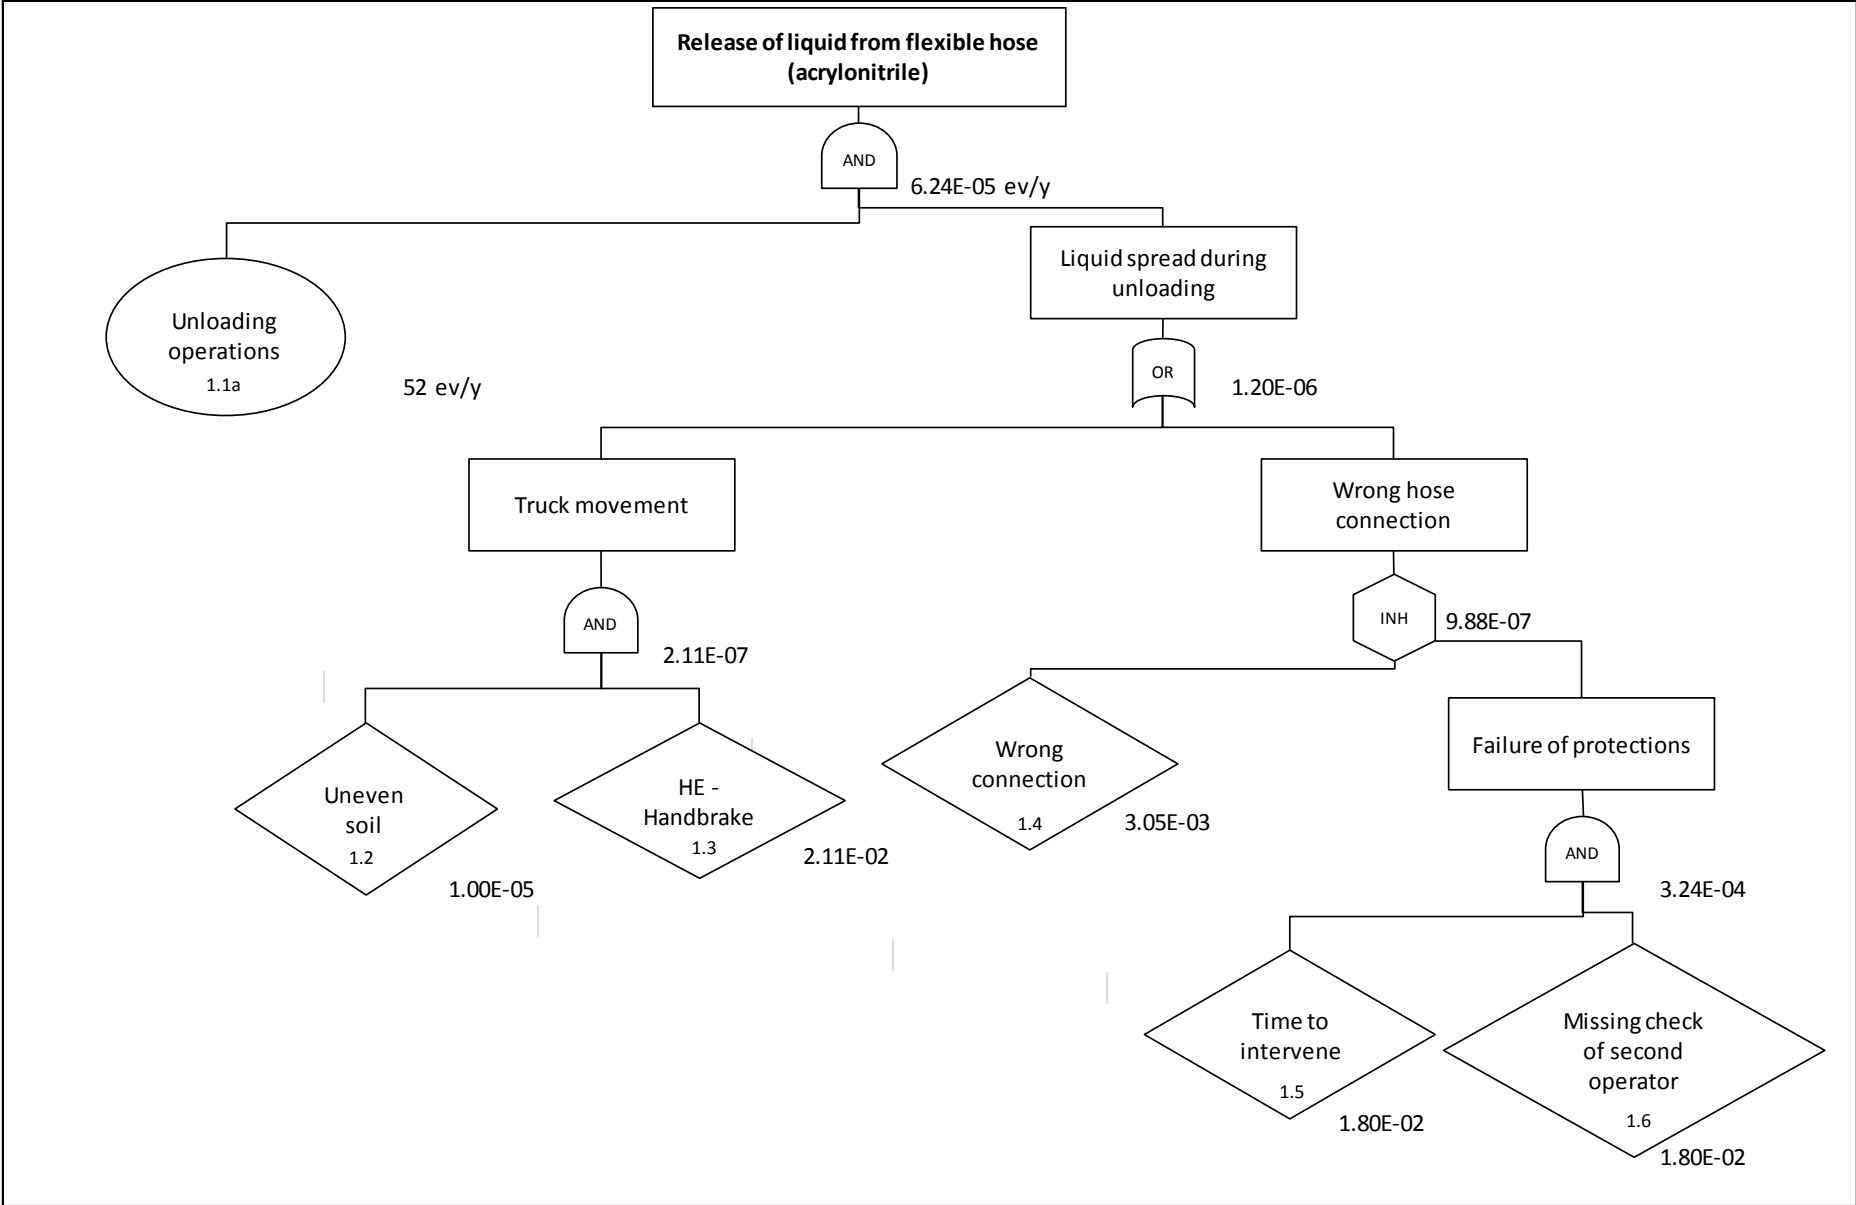 Release of liquid from flexible hose
(acrylonitrile)
AND
6.24E-05 ev/y
Liquid spread during
unloading
Unloading
operations
1.1a
52 ev/y
OR
1.20E-06
Truck movement
Wrong hose
connection
AND
2.11E-07
INH
9.88E-07
Uneven
soil
1.2
1.00E-05
HE -
Handbrake
1.3
2.11E-02
Wrong
connection
1.4
3.05E-03
Failure of protections
AND
3.24E-04
Time to
intervene
1.5
1.80E-02
Missing check
of second
operator
1.6
1.80E-02